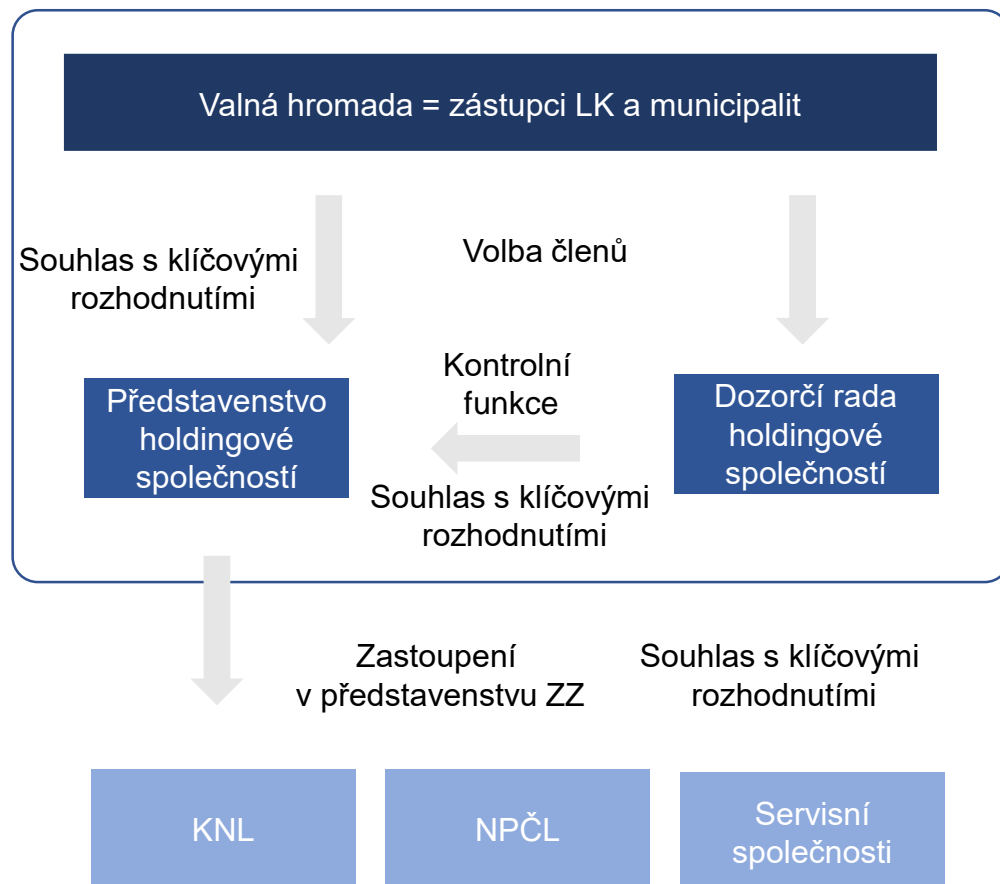 Valná hromada = zástupci LK a municipalit
Souhlas s klíčovými
rozhodnutími
Volba členů
Kontrolní
funkce
Představenstvo
holdingové
společností
Dozorčí rada
holdingové
společností
Souhlas s klíčovými
rozhodnutími
Zastoupení
v představenstvu ZZ
Souhlas s klíčovými
rozhodnutími
KNL
NPČL
Servisní
společnosti